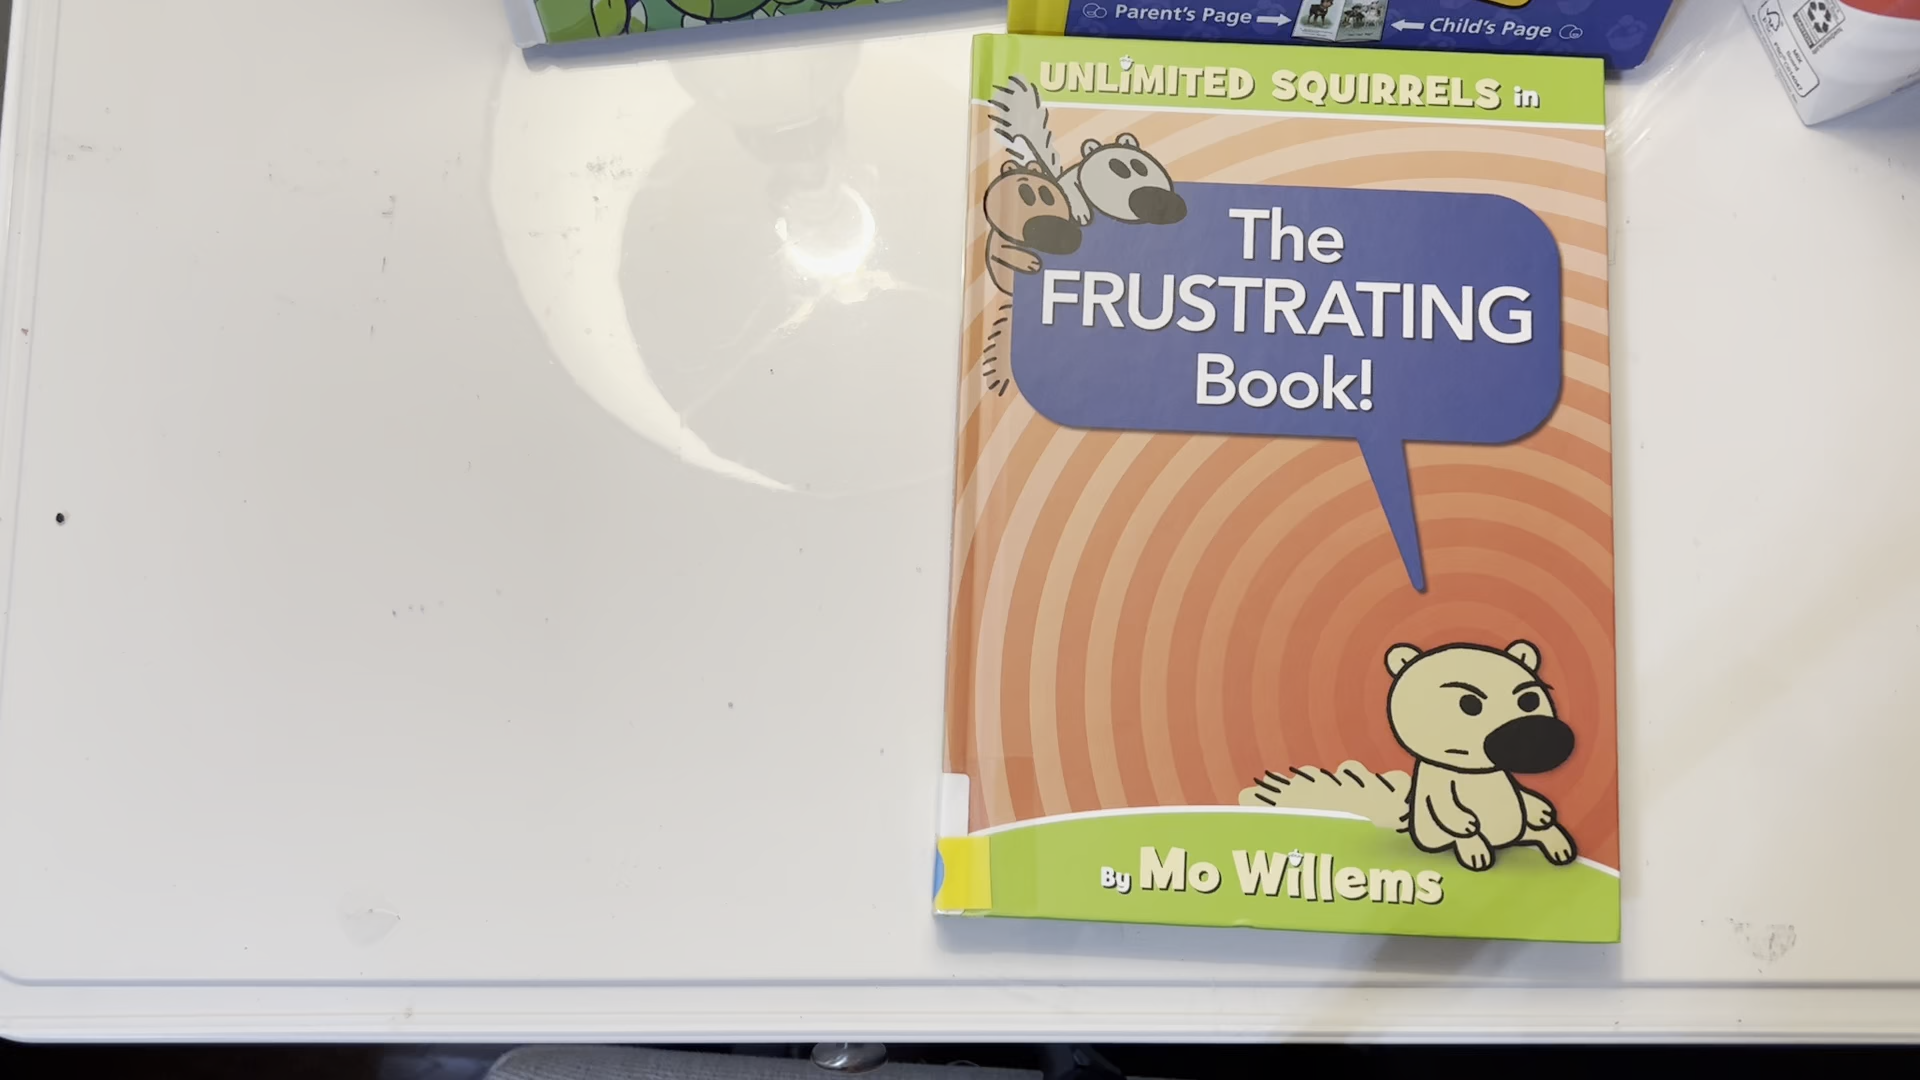 Parent's Page
Child's Page
UNLiMITED SQUIRRELS in
The
FRUSTRATING
Book!
By Mo Willems